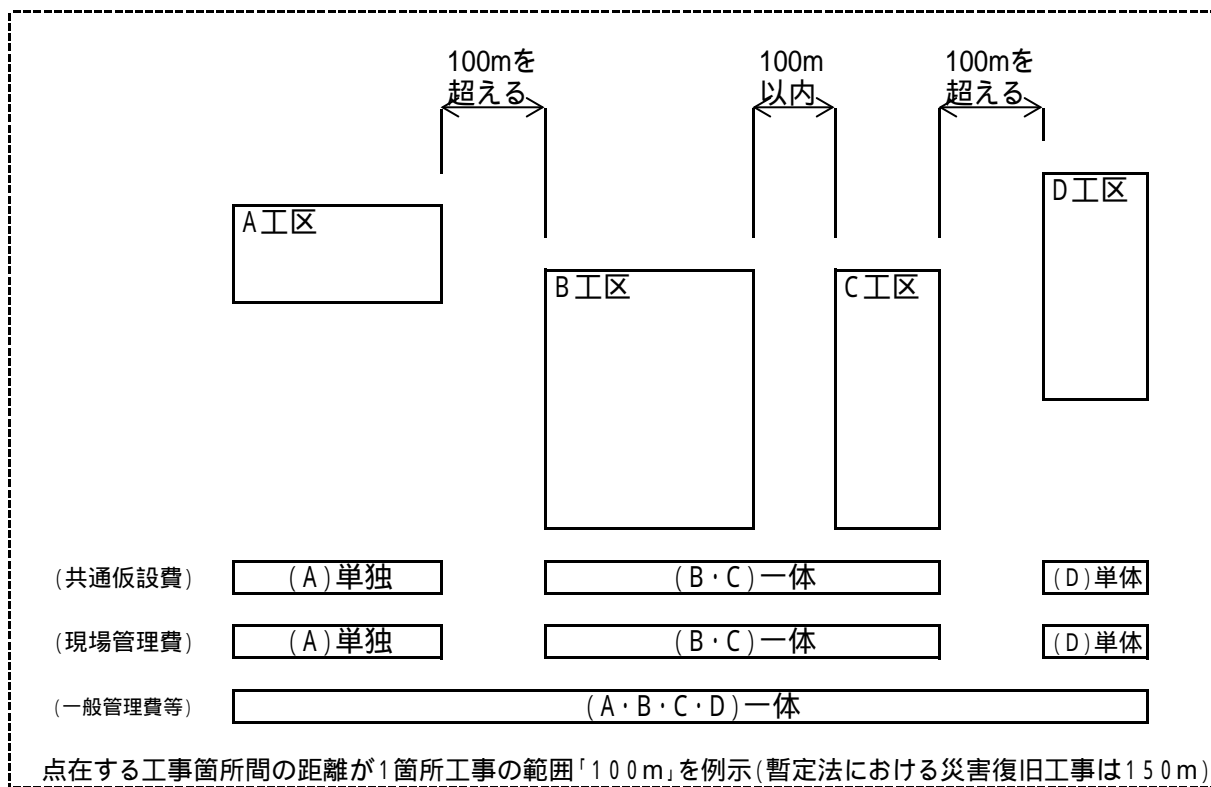 100mを
超える
100m
以内
100mを
超える
A工区
B工区
C工区
D工区
(共通仮設費) (A)単独 (B・C)一体 (D)単体
(現場管理費) (A)単独 (B・C)一体 (D)単体
(一般管理費等) (A・B・C・D)一体
点在する工事箇所間の距離が1箇所工事の範囲「100m」を例示(暫定法における災害復旧工事は150m)